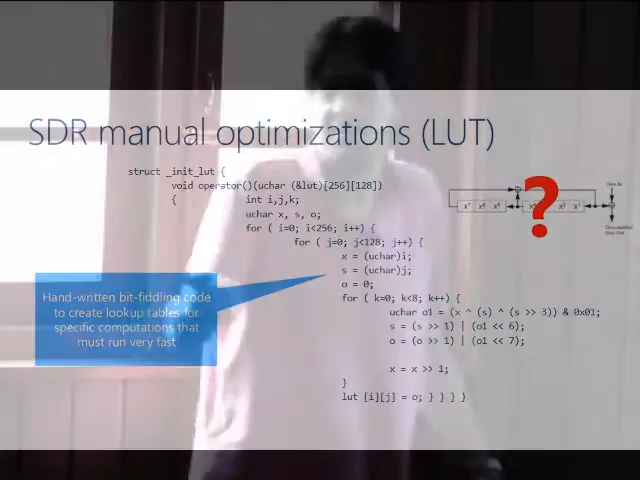 SDR manual optimizations (LUT)
struct _init_lut {
void operator()(uchar (&lut)[256][128])
{ int i,j,k;
uchar x, s, o;
for ( i=0; i<256; i++) {
for ( j=0; j<128; j++) {
x = (uchar)i;
s = (uchar)j;
o = 0;
for ( k=0; k<8; k++) {
uchar o1 = (x ^ (s) ^ (s >> 3)) & 0x01;
s = (s >> 1) | (o1 << 6);
o = (o >> 1) | (o1 << 7);
x = x >> 1;
}
lut [i][j] = o; } } } }
Hand-written bit-fiddling code
to create lookup tables for
specific computations that
must run very fast
?
Data In